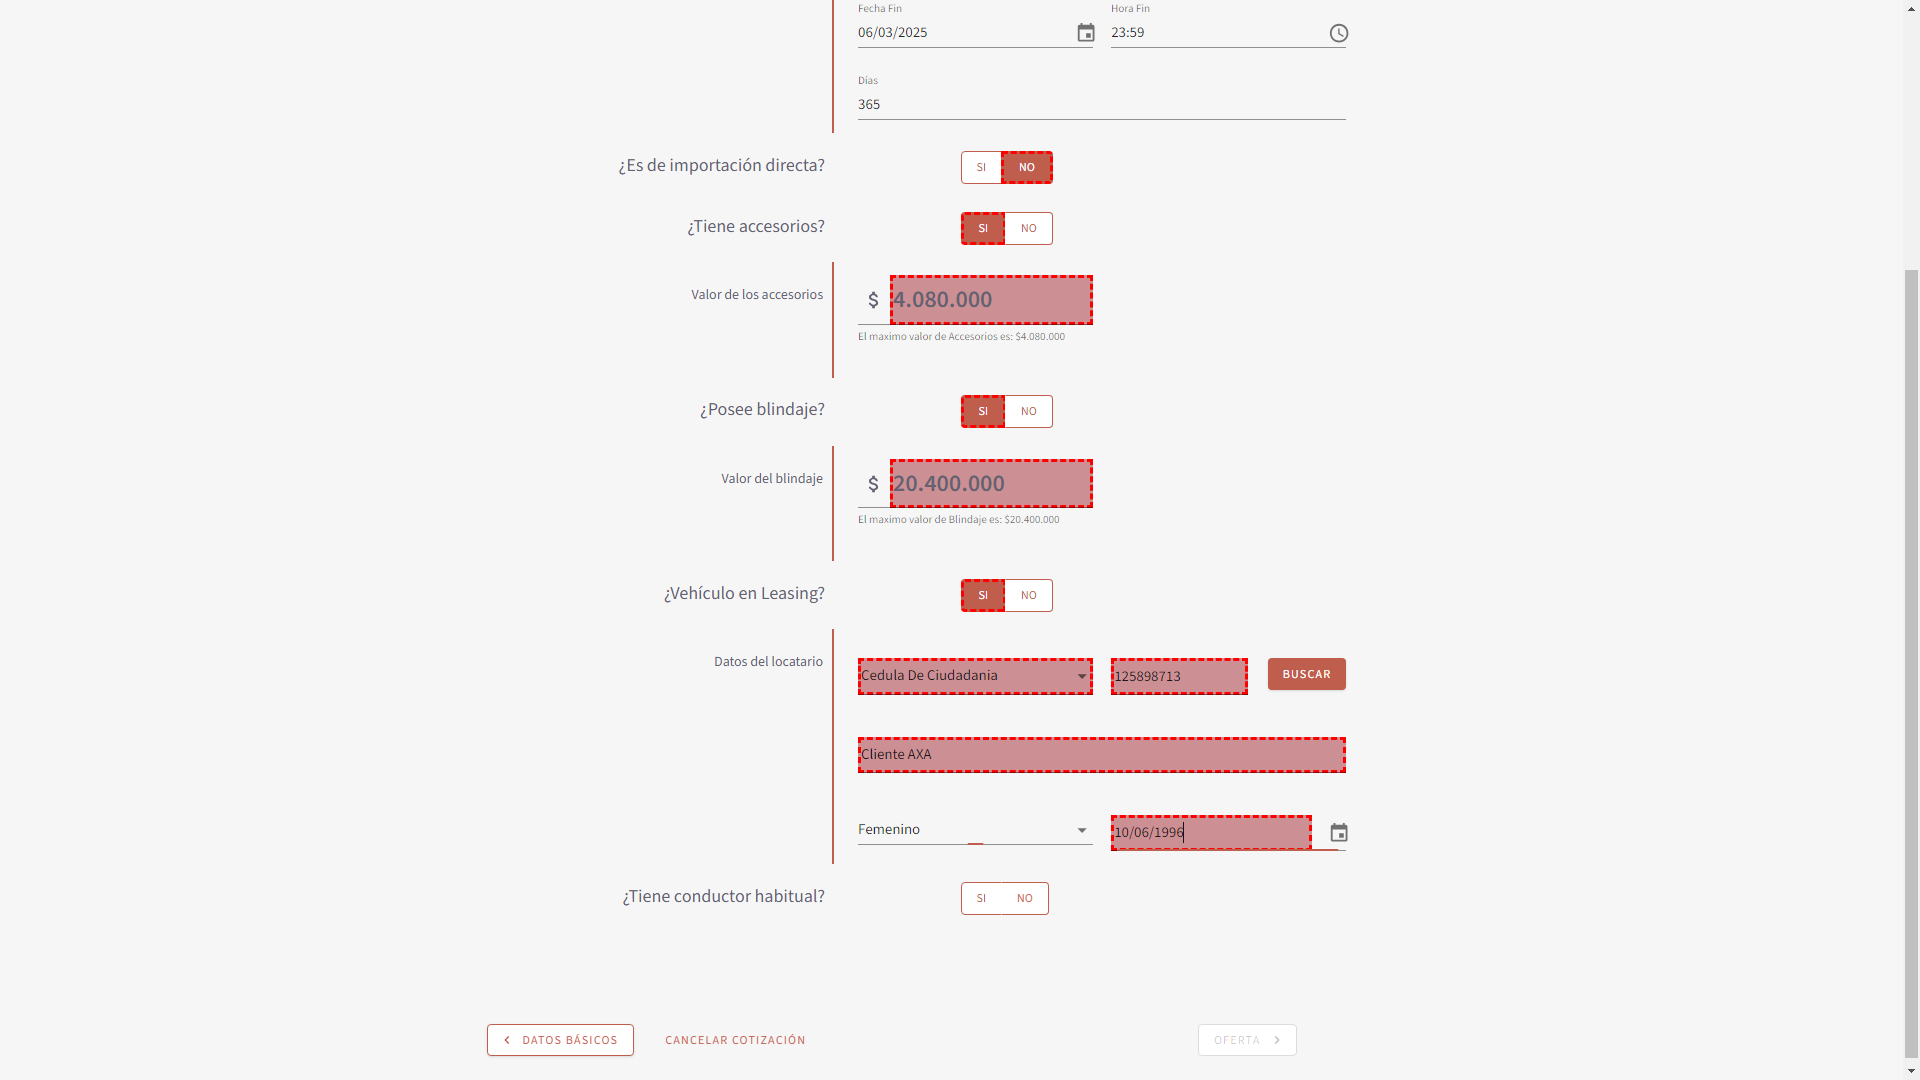 Fecha Fin
Hora Fin
06/03/2025
23:59
Días
365
¿Es de importación directa?
SI
NO
¿Tiene accesorios?
SI
NO
Valor de los accesorios
$
4.080.000
El maximo valor de Accesorios es: $4.080.000
¿Posee blindaje?
SI
NO
Valor del blindaje
$
20.400.000
El maximo valor de Blindaje es: $20.400.000
¿Vehículo en Leasing?
SI
NO
Datos del locatario
Cedula De Ciudadania
125898713
BUSCAR
Cliente AXA
Femenino
10/06/1996
¿Tiene conductor habitual?
SI
NO
DATOS BÁSICOS
CANCELAR COTIZACIÓN
OFERTA